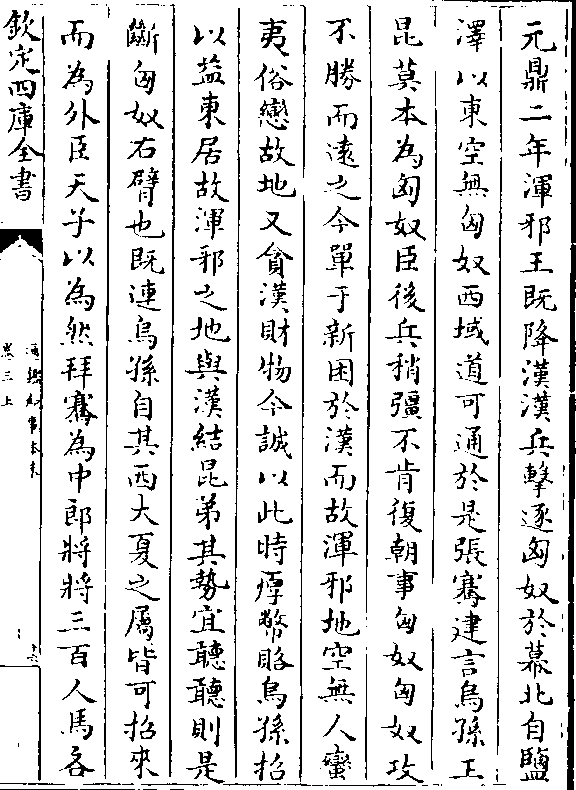 元鼎二年渾邪王既降漢漢兵擊逐匈奴於幕北自鹽
澤以東空無匈奴西域道可通於是張騫建言烏孫王
昆莫本為匈奴臣後兵稍彊不肯復朝事匈奴匈奴攻
不勝而遠之今單于新困於漢而故渾邪地空無人蠻
夷俗戀故地又貪漢財物今誠以此時厚幣賂烏孫招
以益東居故渾邪之地與漢結昆弟其勢宜聽聽則是
斷匈奴右臂也既連烏孫自其西大夏之屬皆可招來
而為外臣天子以為然拜騫為中郎將將三百人馬各
欽定四庫全書
通鑑紀事本末
卷三上